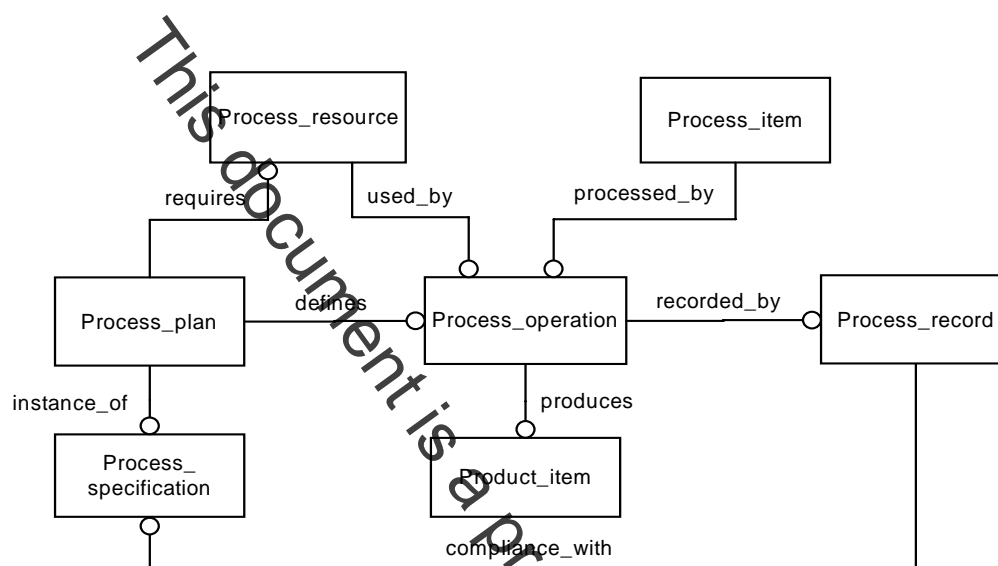 Process_resource
Process_item
requires
used_by
processed_by
Process_plan
defines
Process_operation
recorded_by
Process_record
instance_of
produces
Process_
specification
Product_item
compliance_with
This document is a pr